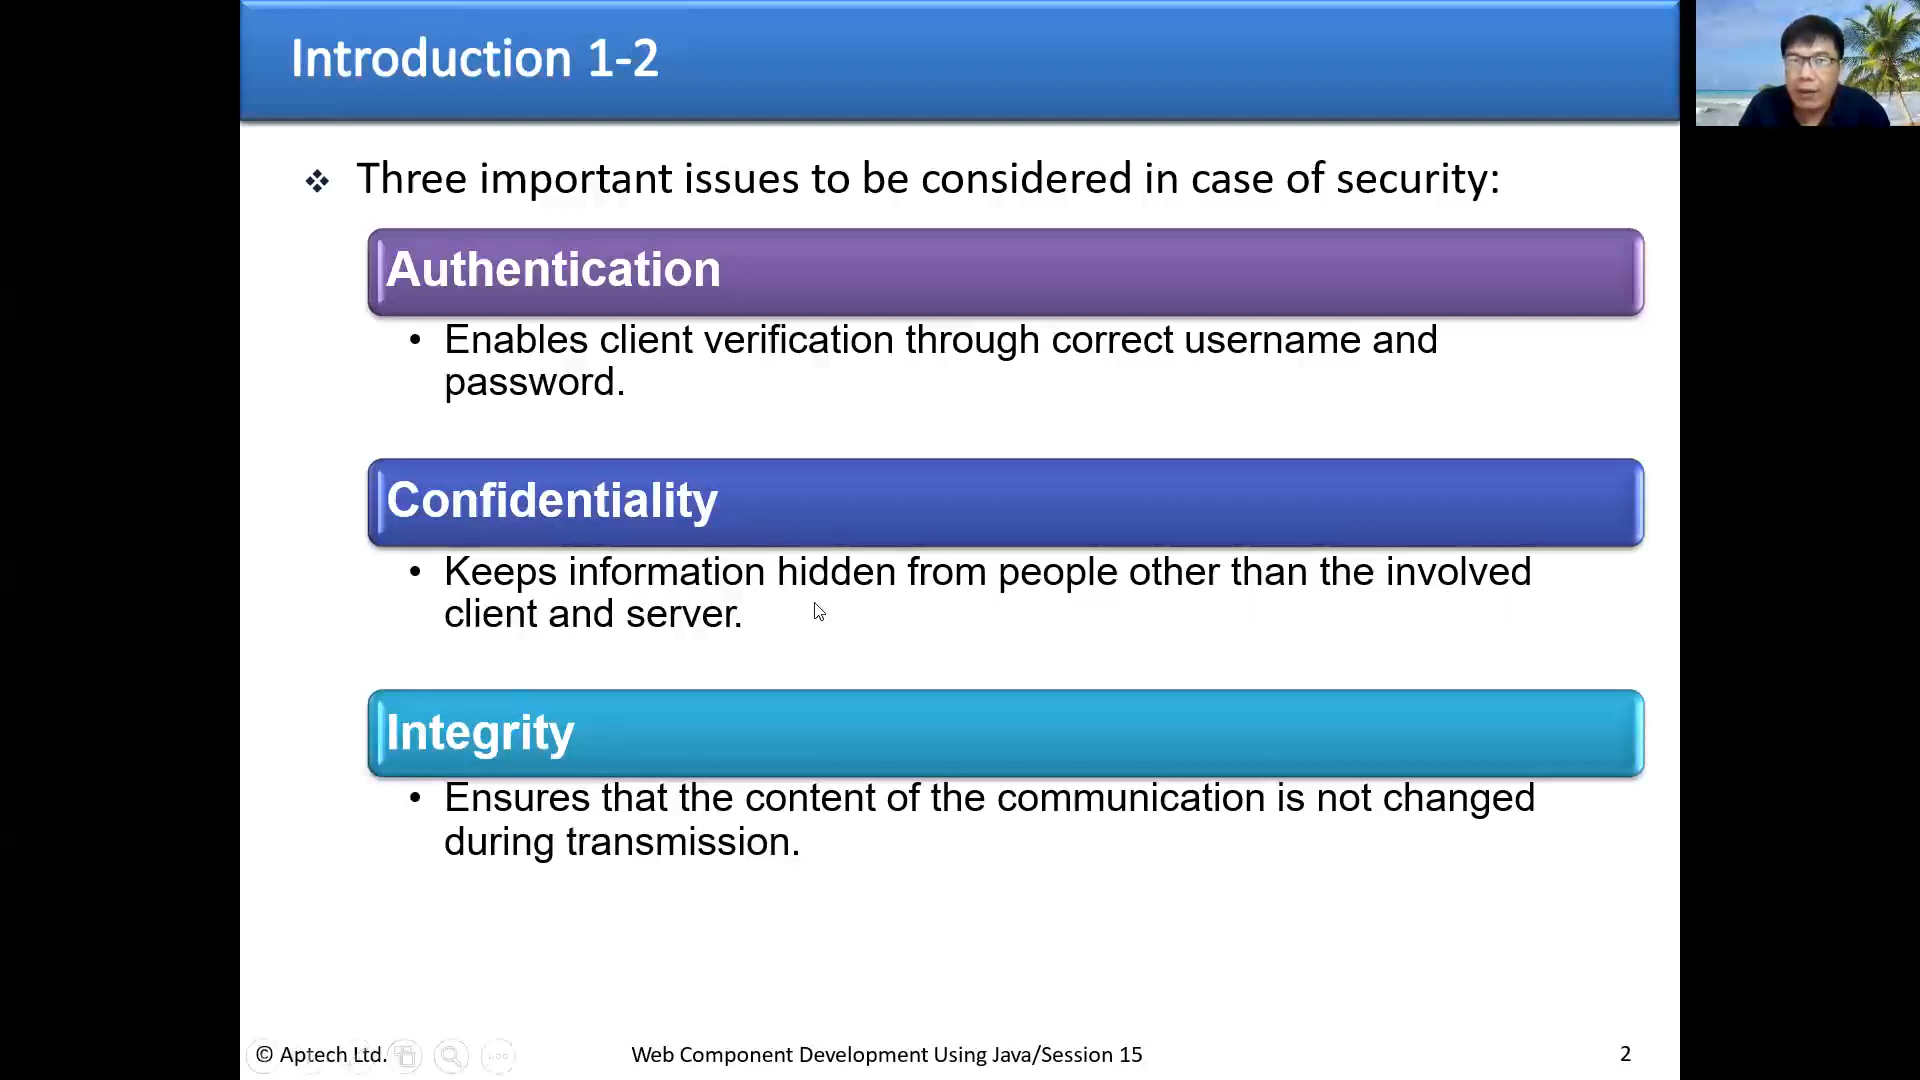 Introduction 1-2
Three important issues to be considered in case of security:
Authentication
• Enables client verification through correct username and
password.
Confidentiality
• Keeps information hidden from people other than the involved
client and server.
Integrity
• Ensures that the content of the communication is not changed
during transmission.
© Aptech Ltd.
Web Component Development Using Java/Session 15
2